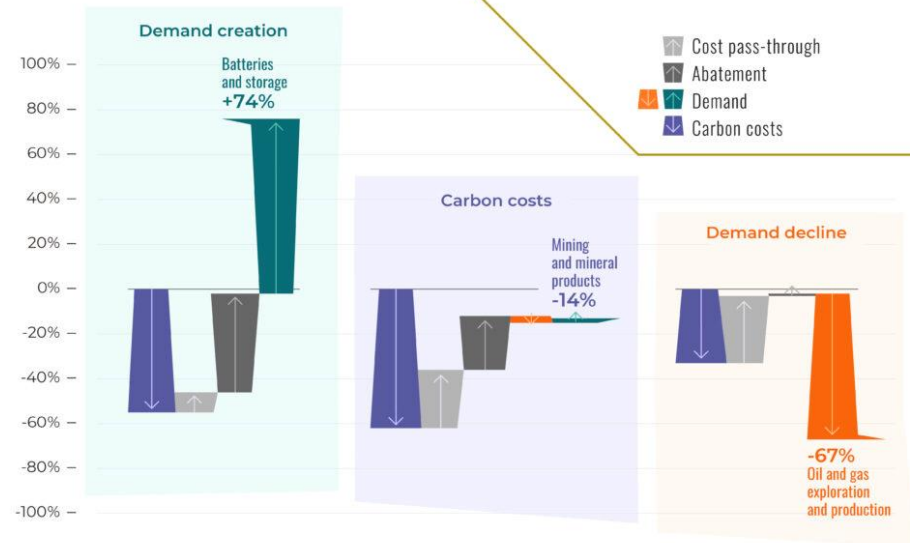 Demand creation
Batteries
and storage
+74%
100% –
80% –
60% –
40% –
20% –
0% –
-20% –
-40% –
-60% –
-80% –
-100% –
Cost pass-through
Abatement
Demand
Carbon costs
Carbon costs
Mining
and mineral
products
-14%
Demand decline
-67%
Oil and gas
exploration
and production